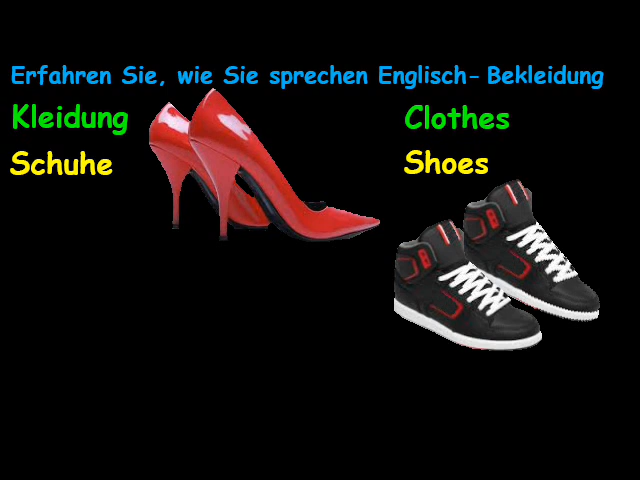 Erfahren Sie, wie Sie sprechen Englisch- Bekleidung
Kleidung Clothes
Schuhe Shoes